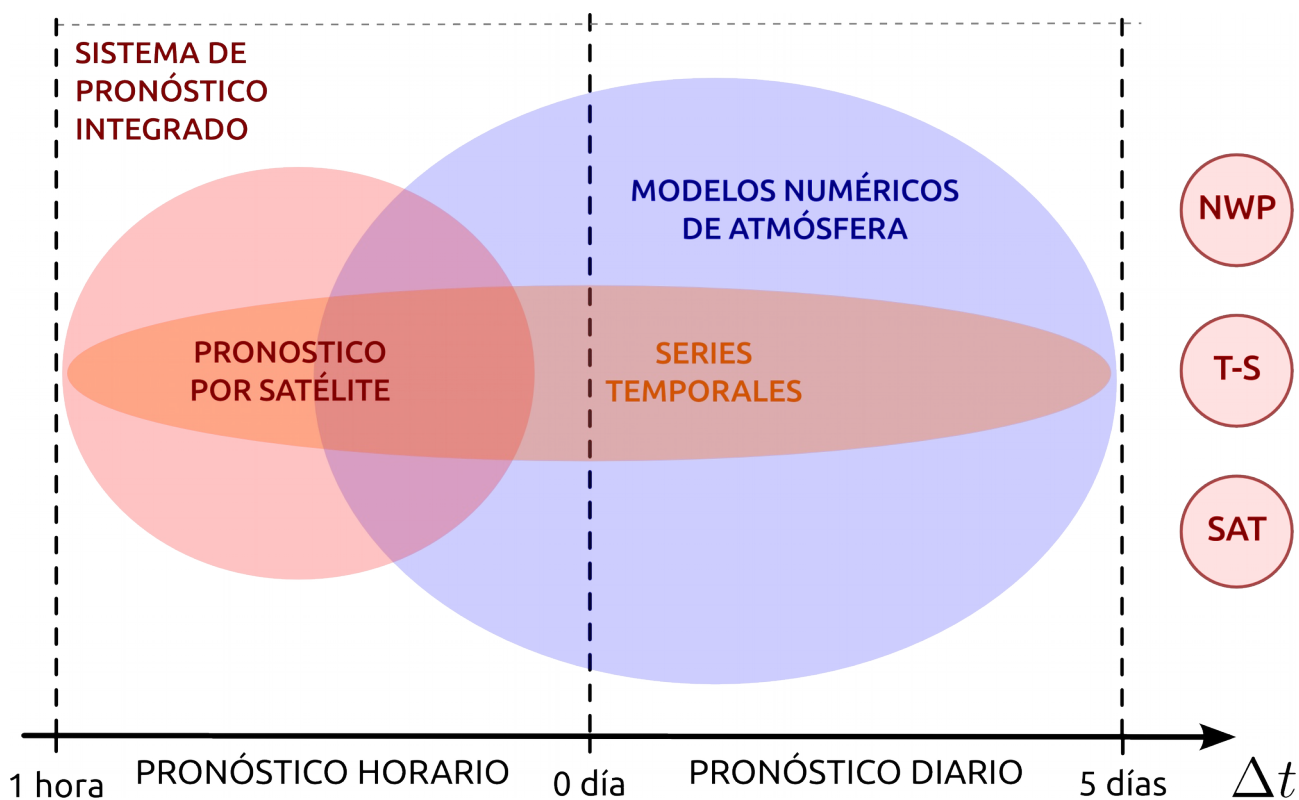 SISTEMA DE
PRONÓSTICO
INTEGRADO
MODELOS NUMÉRICOS
DE ATMÓSFERA
PRONOSTICO
POR SATÉLITE
SERIES
TEMPORALES
NWP
T-S
SAT
1 hora
PRONÓSTICO HORARIO
0 día
PRONÓSTICO DIARIO
5 días
Δt